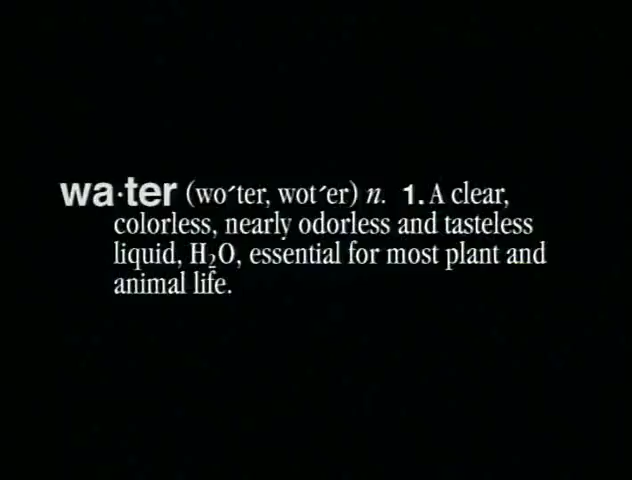 wa·ter (wo′ter, wot′er) n. 1. A clear,
colorless, nearly odorless and tasteless
liquid, H₂O, essential for most plant and
animal life.